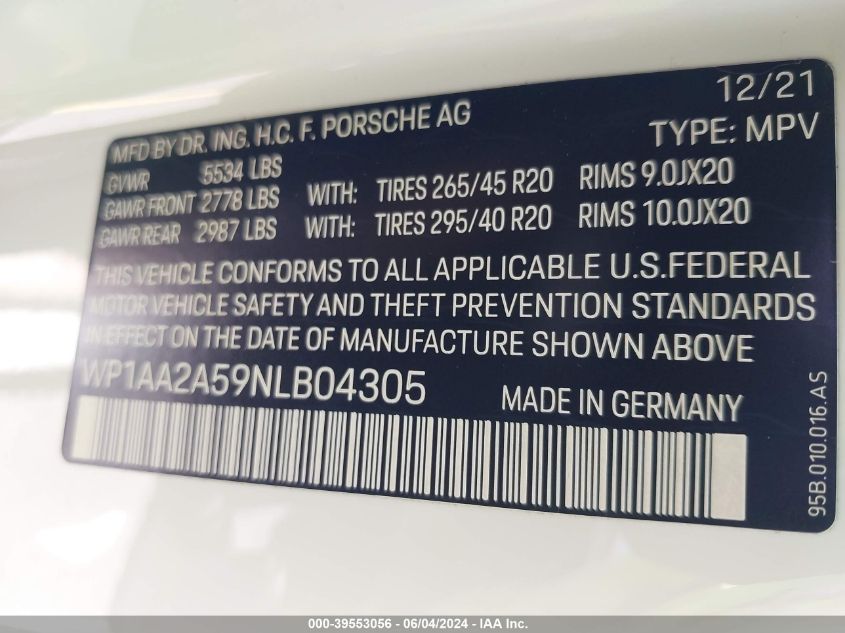 12/21
MFD BY DR. ING. H.C. F. PORSCHE AG TYPE: MPV
GVWR 5534 LBS
GAWR FRONT 2778 LBS WITH: TIRES 265/45 R20 RIMS 9.0JX20
GAWR REAR 2987 LBS WITH: TIRES 295/40 R20 RIMS 10.0JX20
THIS VEHICLE CONFORMS TO ALL APPLICABLE U.S.FEDERAL
MOTOR VEHICLE SAFETY AND THEFT PREVENTION STANDARDS
IN EFFECT ON THE DATE OF MANUFACTURE SHOWN ABOVE
WP1AA2A59NLB04305
MADE IN GERMANY
95B.010.016.AS
000-39553056 - 06/04/2024 - IAA Inc.